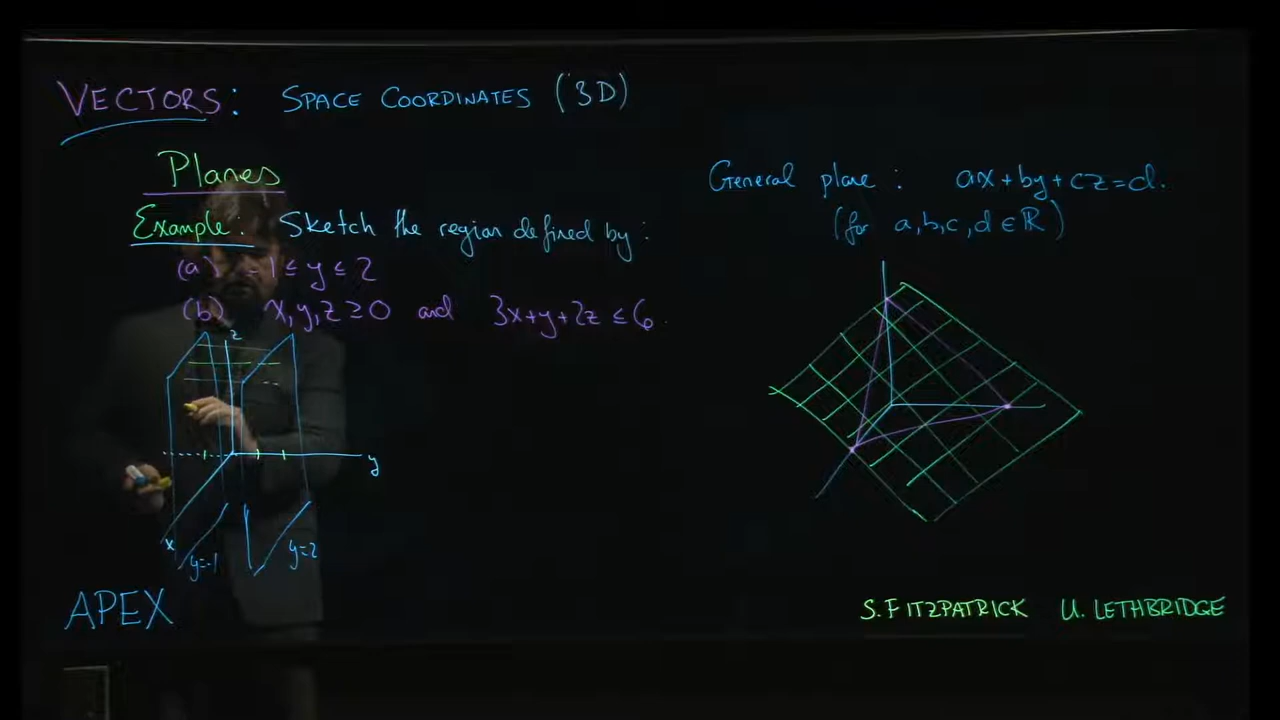 VECTORS: SPACE COORDINATES (3D)
Planes
Example: Sketch the region defined by:
(a) -1 ≤ y ≤ 2
(b) x, y, z ≥ 0 and 3x+y+2z ≤ 6.
z
y
x
y=-1
y=2
General plane: ax+by+cz=d.
(for a,b,c,d ∈ ℝ)
APEX
S. FITZPATRICK U. LETHBRIDGE